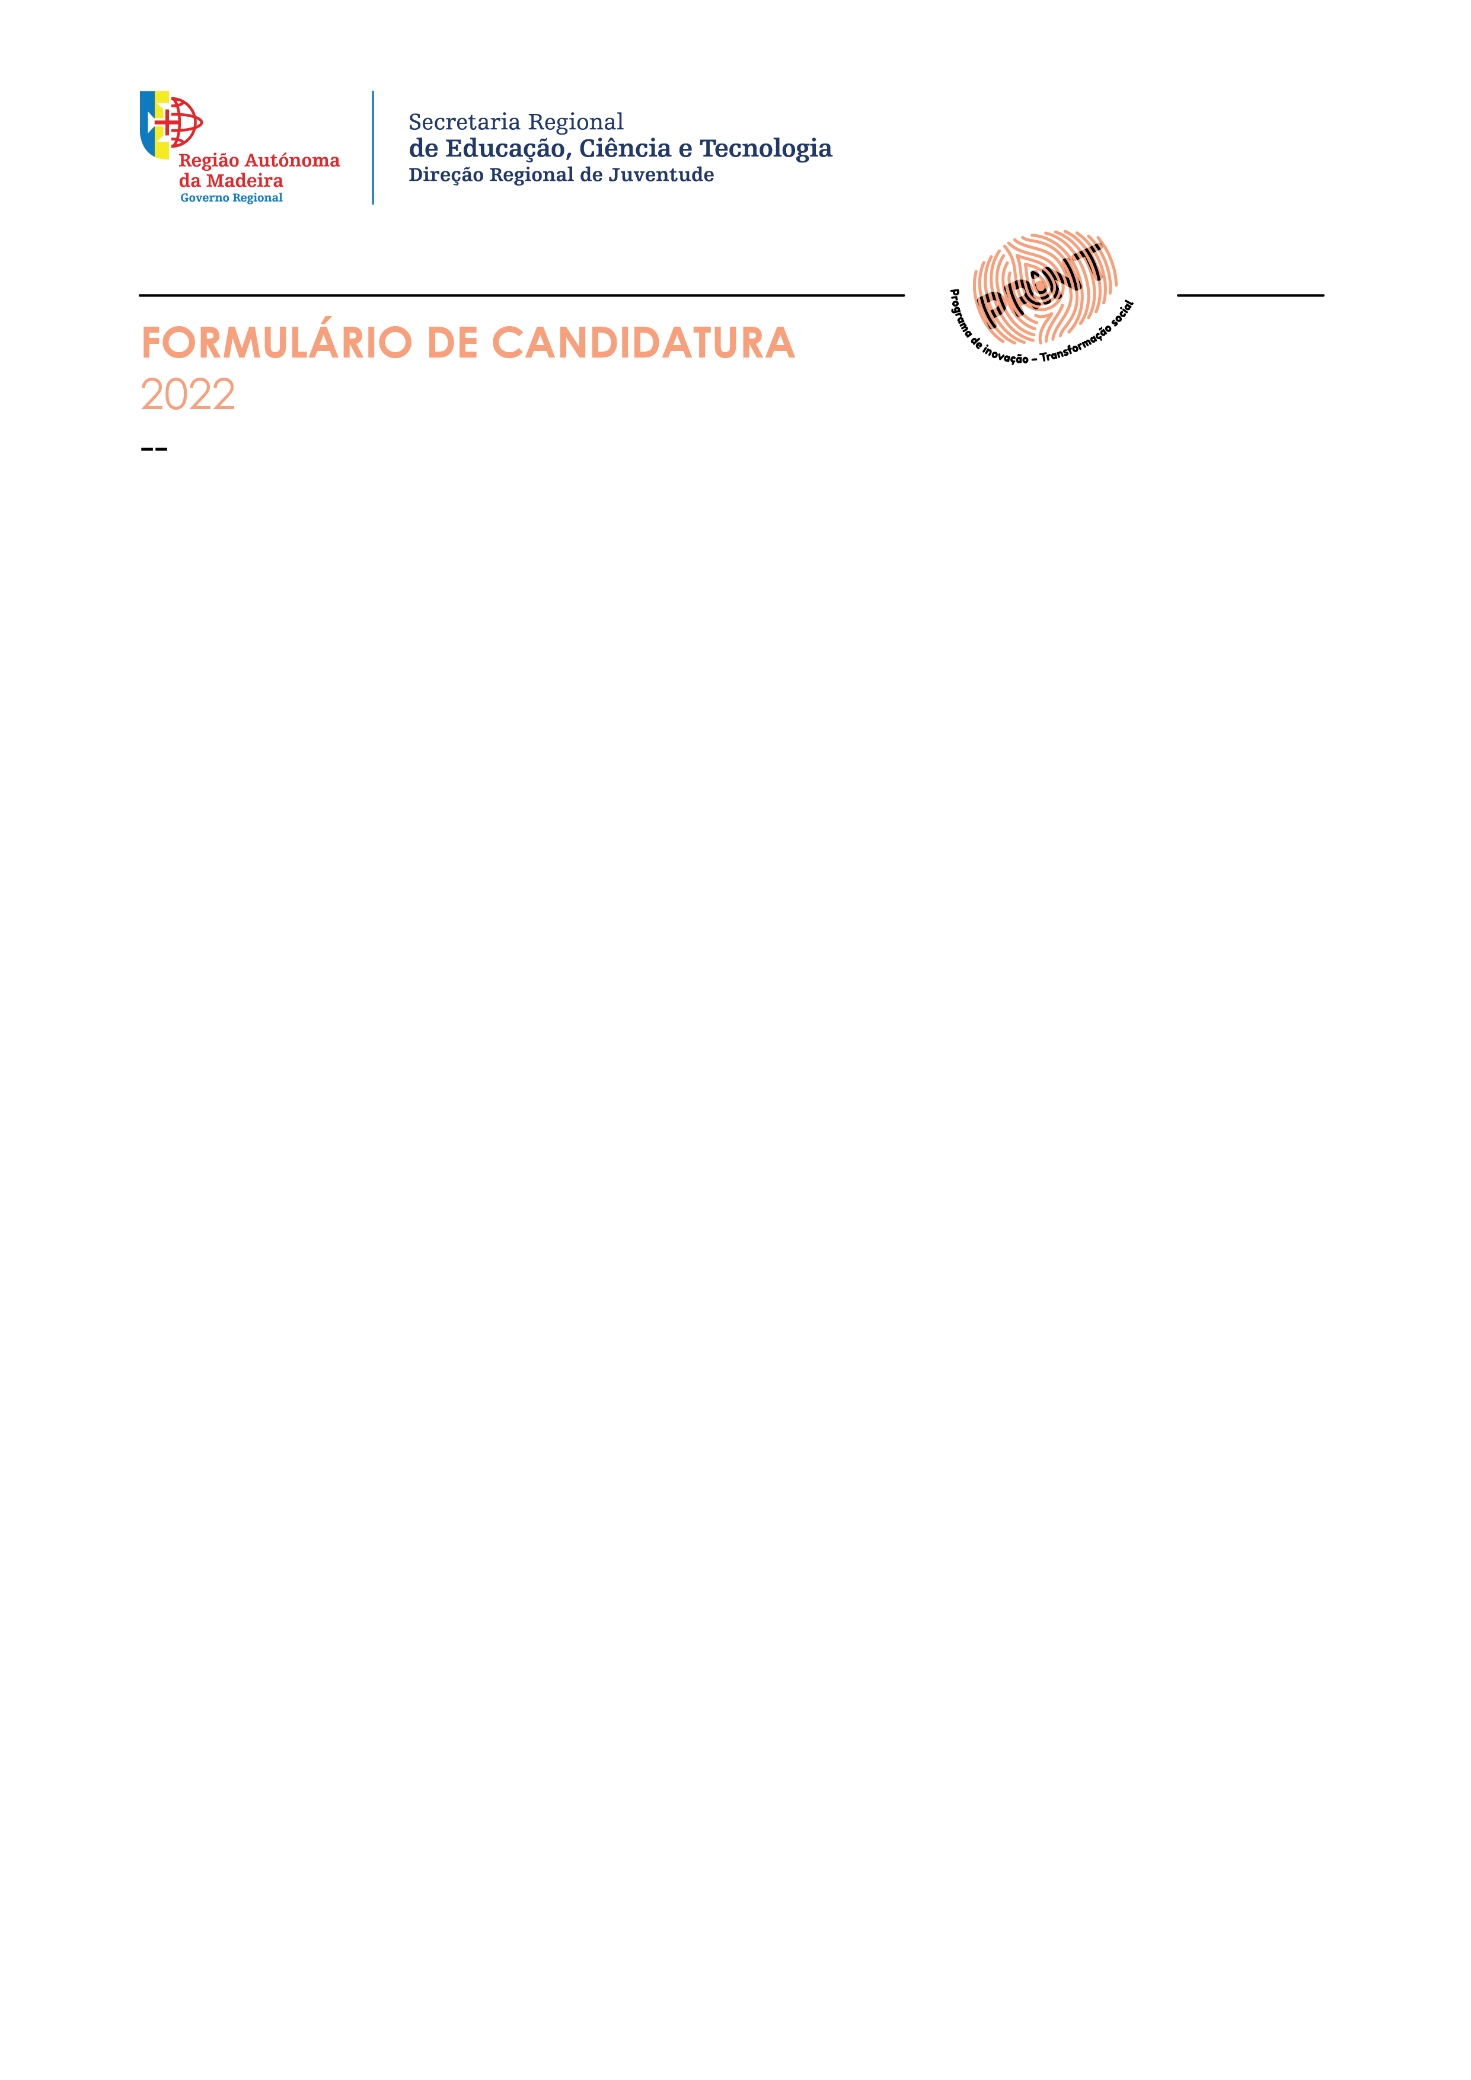 Região Autónoma
da Madeira
Governo Regional
Secretaria Regional
de Educação, Ciência e Tecnologia
Direção Regional de Juventude
PRINT
Programa de inovação – Transformação social
FORMULÁRIO DE CANDIDATURA
2022
--